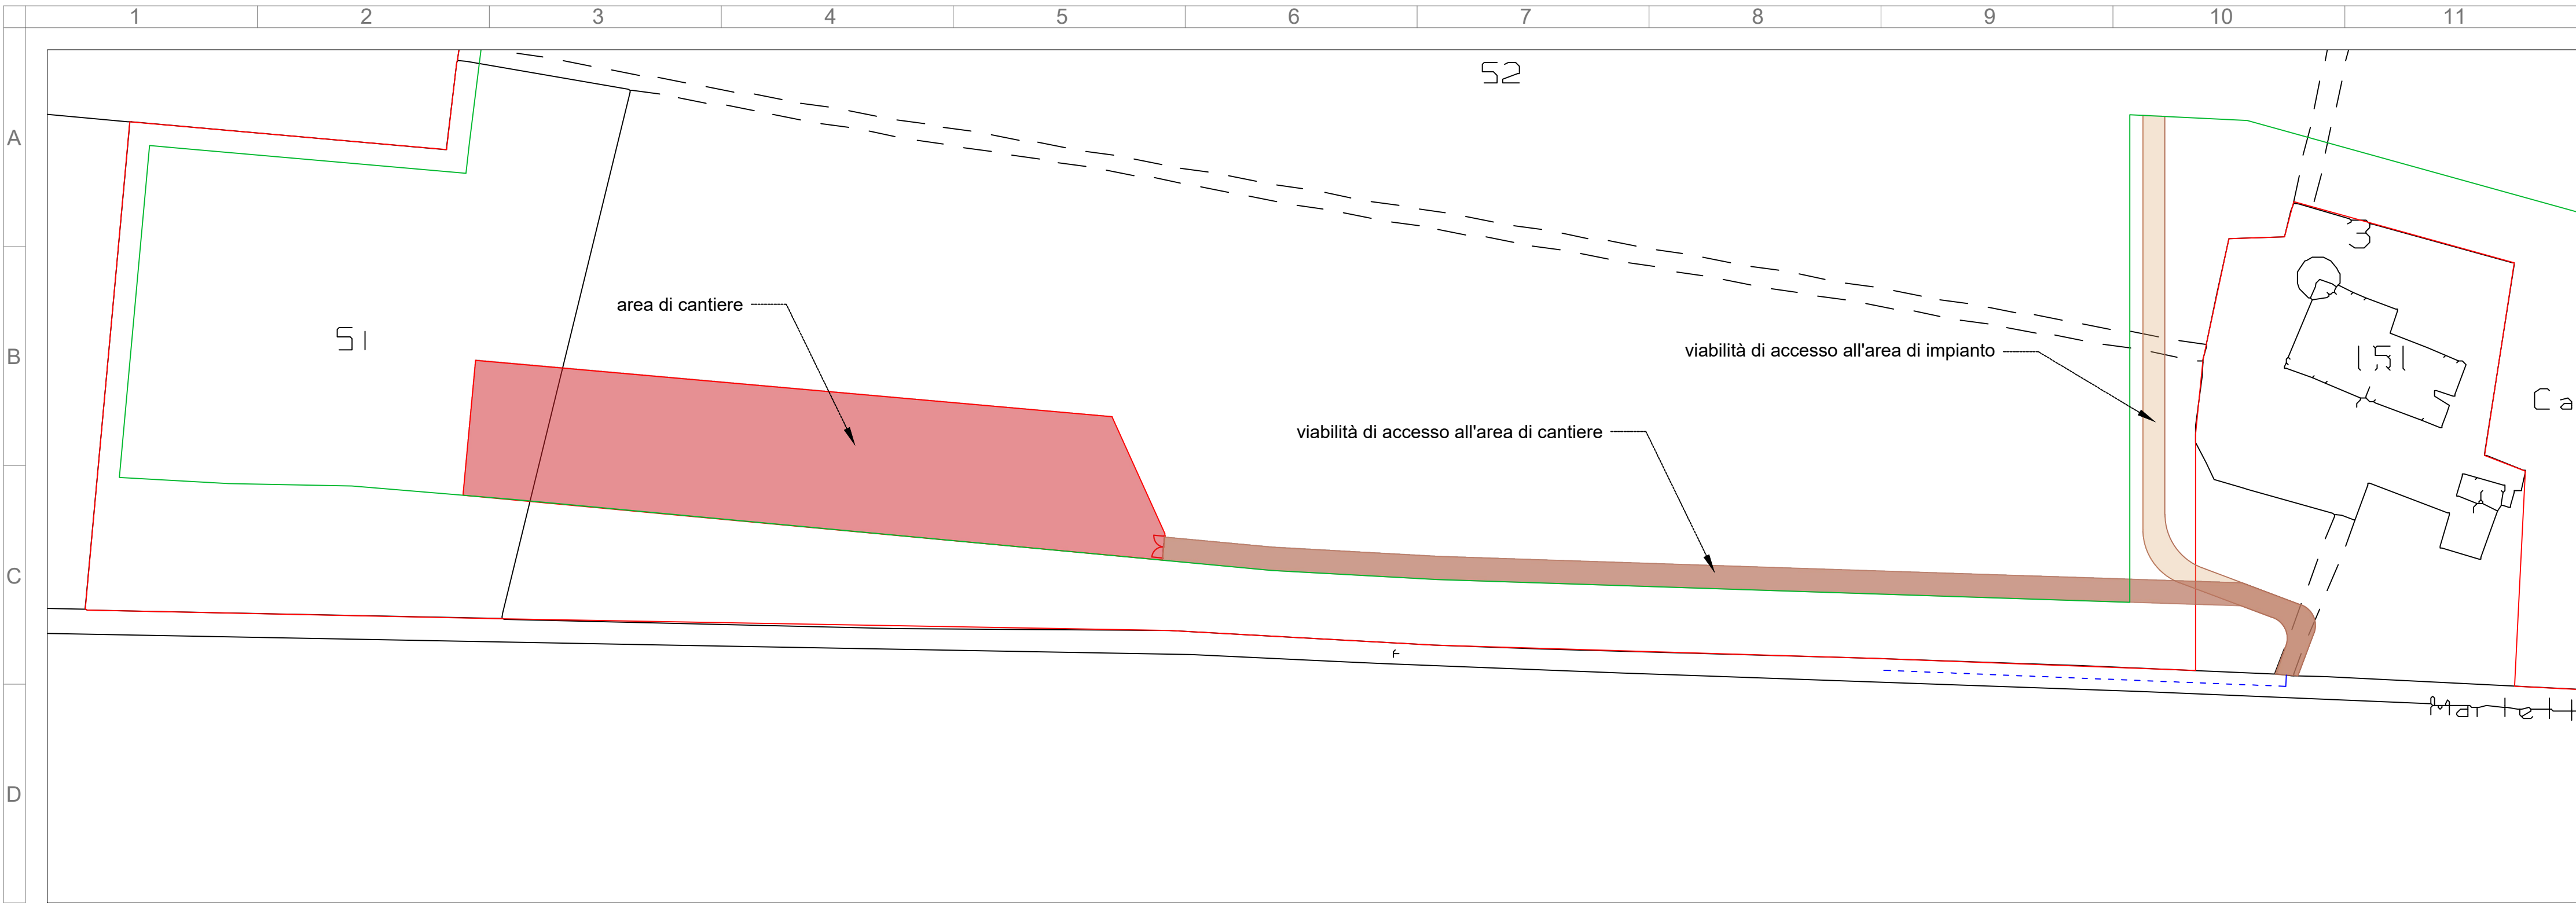 1 2 3 4 5 6 7 8 9 10 11
52
A
3
area di cantiere
51
B
viabilità di accesso all'area di impianto
151
Ca
viabilità di accesso all'area di cantiere
C
D